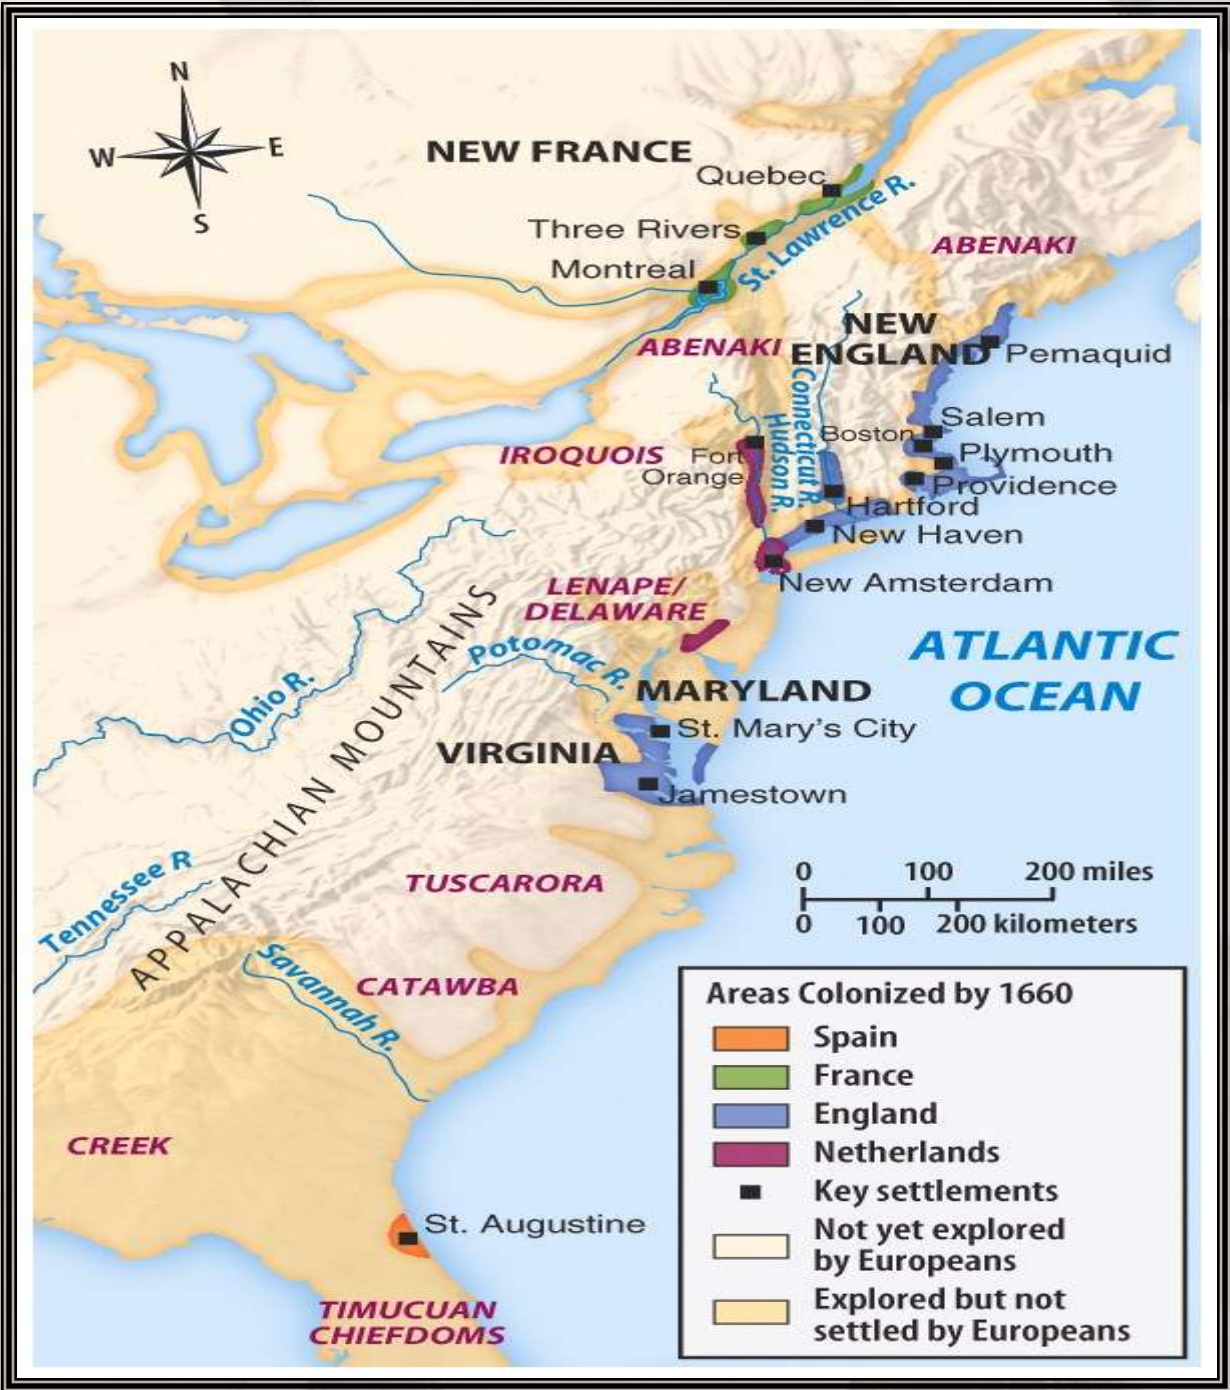 N
W
E
S
NEW FRANCE
Quebec
St. Lawrence R.
Three Rivers
Montreal
ABENAKI
ABENAKI
NEW
ENGLAND
Pemaquid
Connecticut R.
Hudson R.
Salem
Boston
Plymouth
Providence
IROQUOIS
Fort
Orange
Hartford
New Haven
New Amsterdam
LENAPE/
DELAWARE
Potomac R.
ATLANTIC
OCEAN
MARYLAND
St. Mary's City
Ohio R.
VIRGINIA
Jamestown
APPALACHIAN MOUNTAINS
Tennessee R
TUSCARORA
0 100 200 miles
0 100 200 kilometers
Savannah R.
CATAWBA
CREEK
St. Augustine
TIMUCUAN
CHIEFDOMS
Areas Colonized by 1660
Spain
France
England
Netherlands
Key settlements
Not yet explored
by Europeans
Explored but not
settled by Europeans